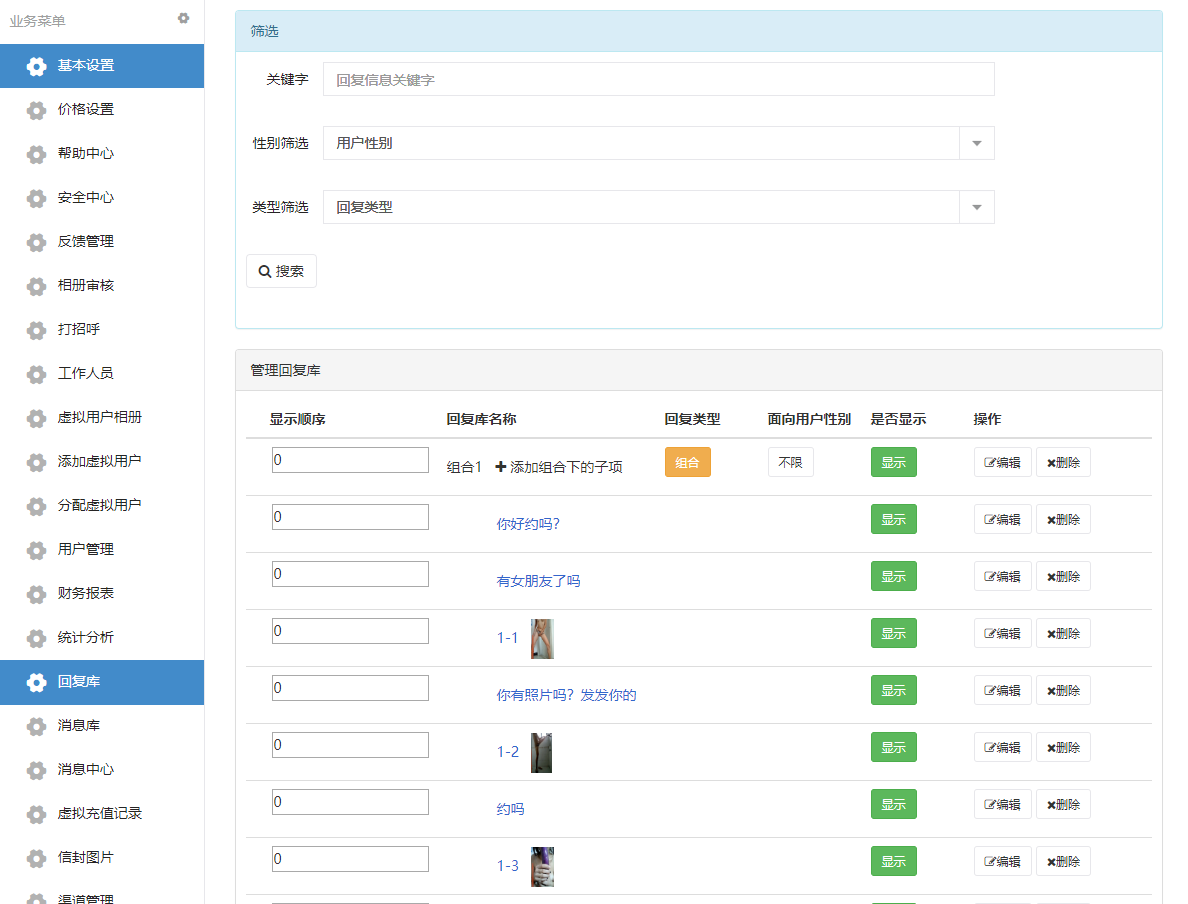 业务菜单
基本设置
价格设置
帮助中心
安全中心
反馈管理
相册审核
打招呼
工作人员
虚拟用户相册
添加虚拟用户
分配虚拟用户
用户管理
财务报表
统计分析
回复库
消息库
消息中心
虚拟充值记录
信封图片
渠道管理
筛选
关键字 回复信息关键字
性别筛选 用户性别
类型筛选 回复类型
搜索
管理回复库
显示顺序 回复库名称 回复类型 面向用户性别 是否显示 操作
0 组合1 添加组合下的子项 组合 不限 显示 编辑 删除
0 你好约吗? 显示 编辑 删除
0 有女朋友了吗 显示 编辑 删除
0 1-1 显示 编辑 删除
0 你有照片吗？发发你的 显示 编辑 删除
0 1-2 显示 编辑 删除
0 约吗 显示 编辑 删除
0 1-3 显示 编辑 删除